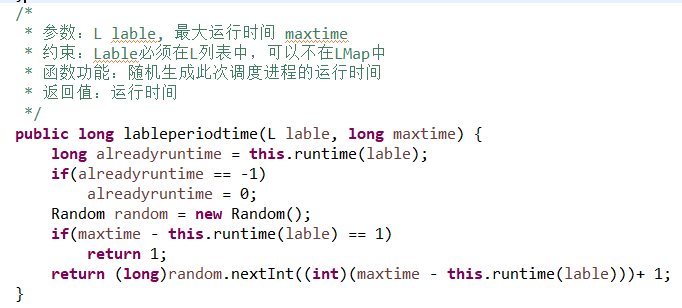 /*
 * 参数：L lable, 最大运行时间 maxtime
 * 约束：Lable必须在L列表中，可以不在LMap中
 * 函数功能：随机生成此次调度进程的运行时间
 * 返回值：运行时间
 */
public long lableperiodtime(L lable, long maxtime) {
    long alreadyruntime = this.runtime(lable);
    if(alreadyruntime == -1)
        alreadyruntime = 0;
    Random random = new Random();
    if(maxtime - this.runtime(lable) == 1)
        return 1;
    return (long)random.nextInt((int)(maxtime - this.runtime(lable)))+ 1;
}